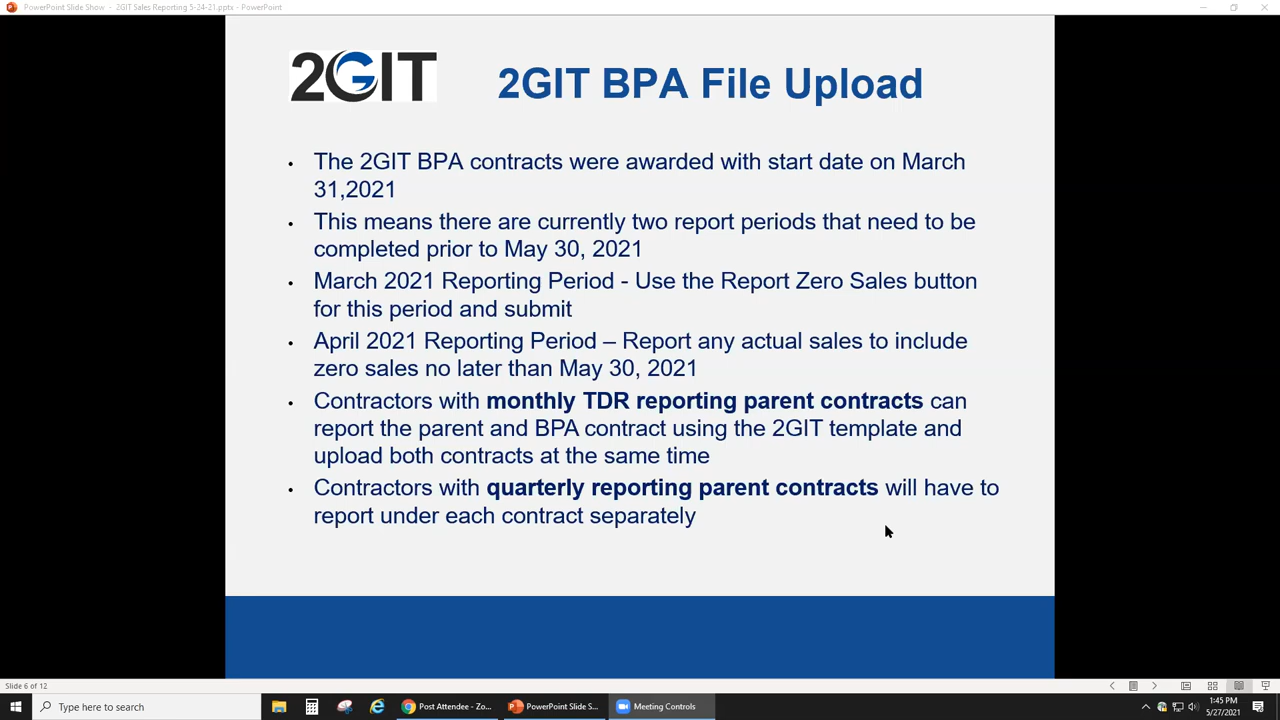 PowerPoint Slide Show - 2GIT Sales Reporting 5-24-21.pptx - PowerPoint
2GIT
2GIT BPA File Upload
• The 2GIT BPA contracts were awarded with start date on March
31,2021
• This means there are currently two report periods that need to be
completed prior to May 30, 2021
• March 2021 Reporting Period - Use the Report Zero Sales button
for this period and submit
• April 2021 Reporting Period – Report any actual sales to include
zero sales no later than May 30, 2021
• Contractors with monthly TDR reporting parent contracts can
report the parent and BPA contract using the 2GIT template and
upload both contracts at the same time
• Contractors with quarterly reporting parent contracts will have to
report under each contract separately
Slide 6 of 12
Type here to search
Post Attendee - Zo...
PowerPoint Slide S...
Meeting Controls
1:45 PM
5/27/2021